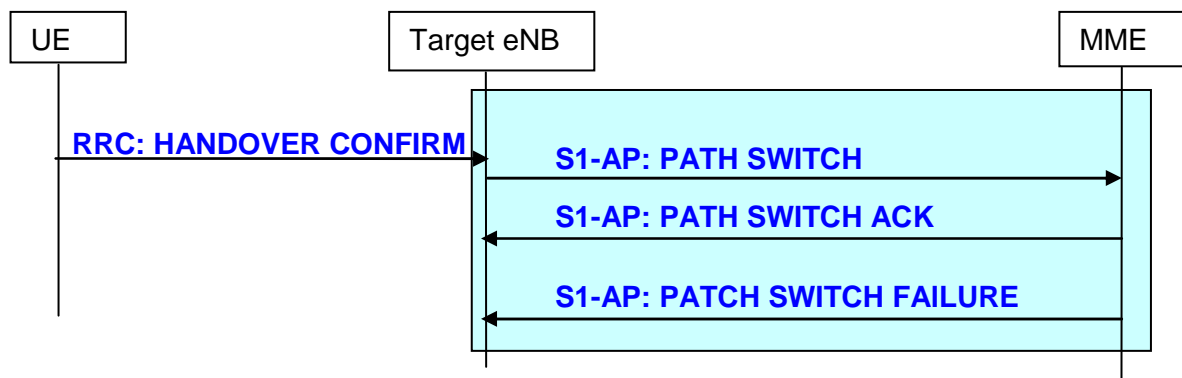 UE
Target eNB
MME
RRC: HANDOVER CONFIRM
S1-AP: PATH SWITCH
S1-AP: PATH SWITCH ACK
S1-AP: PATCH SWITCH FAILURE